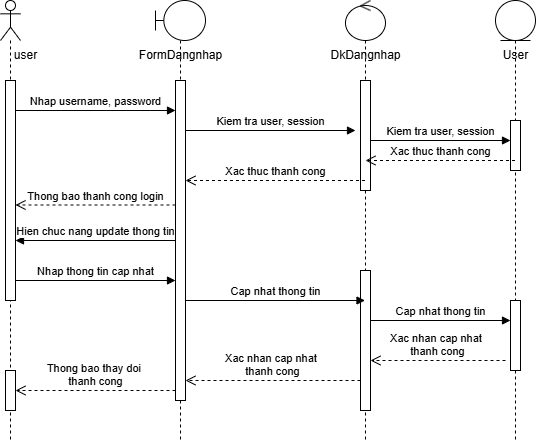 user
FormDangnhap
DkDangnhap
User
Nhap username, password
Kiem tra user, session
Kiem tra user, session
Xac thuc thanh cong
Xac thuc thanh cong
Thong bao thanh cong login
Hien chuc nang update thong tin
Nhap thong tin cap nhat
Cap nhat thong tin
Cap nhat thong tin
Xac nhan cap nhat
thanh cong
Xac nhan cap nhat
thanh cong
Thong bao thay doi
thanh cong